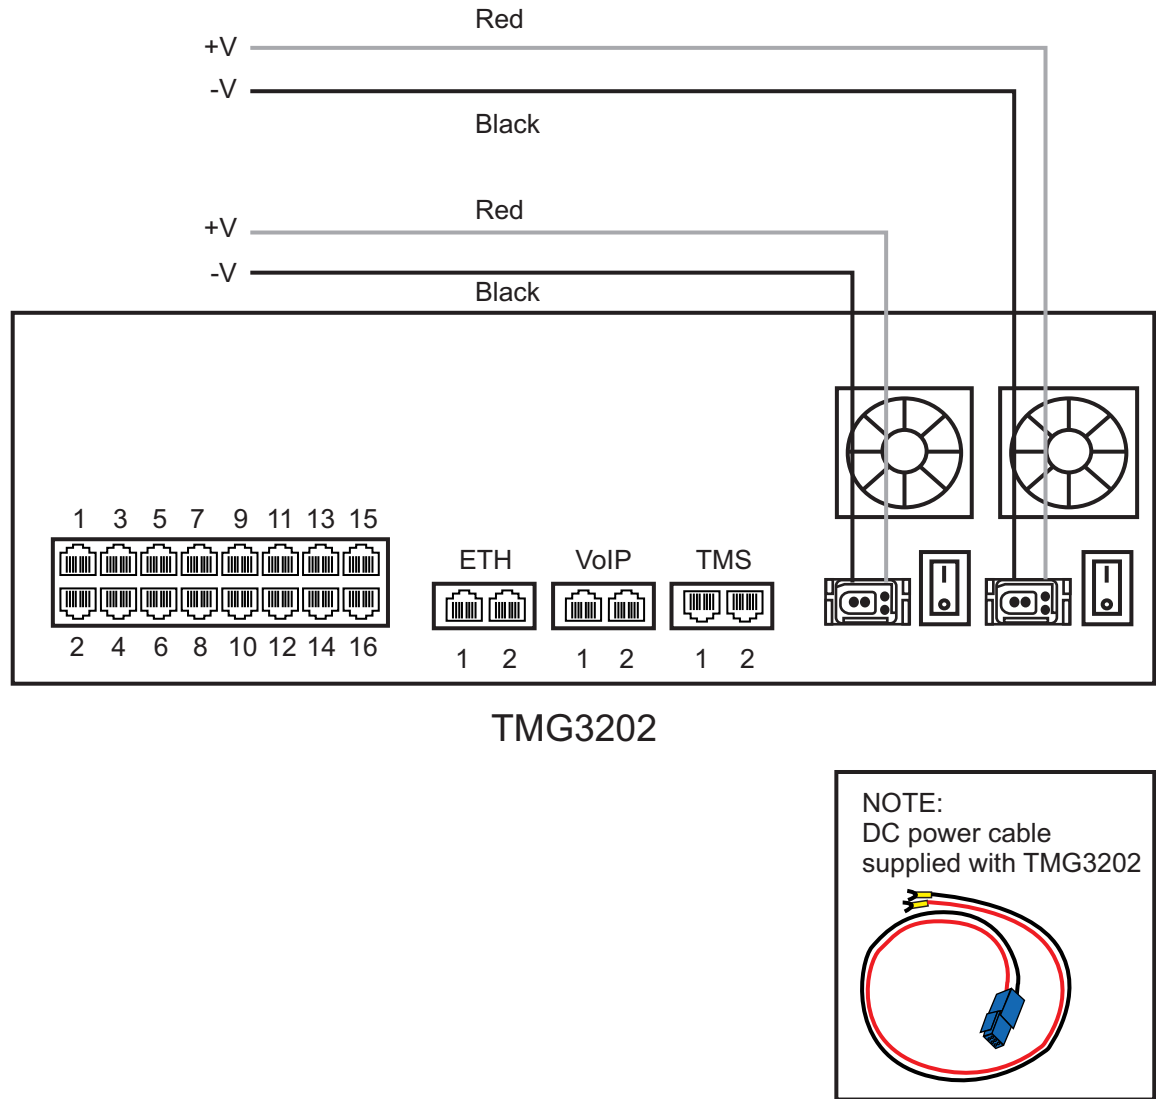 Red
+V
-V
Black
Red
+V
-V
Black
1 3 5 7 9 11 13 15
ETH VoIP TMS
2 4 6 8 10 12 14 16
1 2 1 2 1 2
TMG3202
NOTE:
DC power cable
supplied with TMG3202